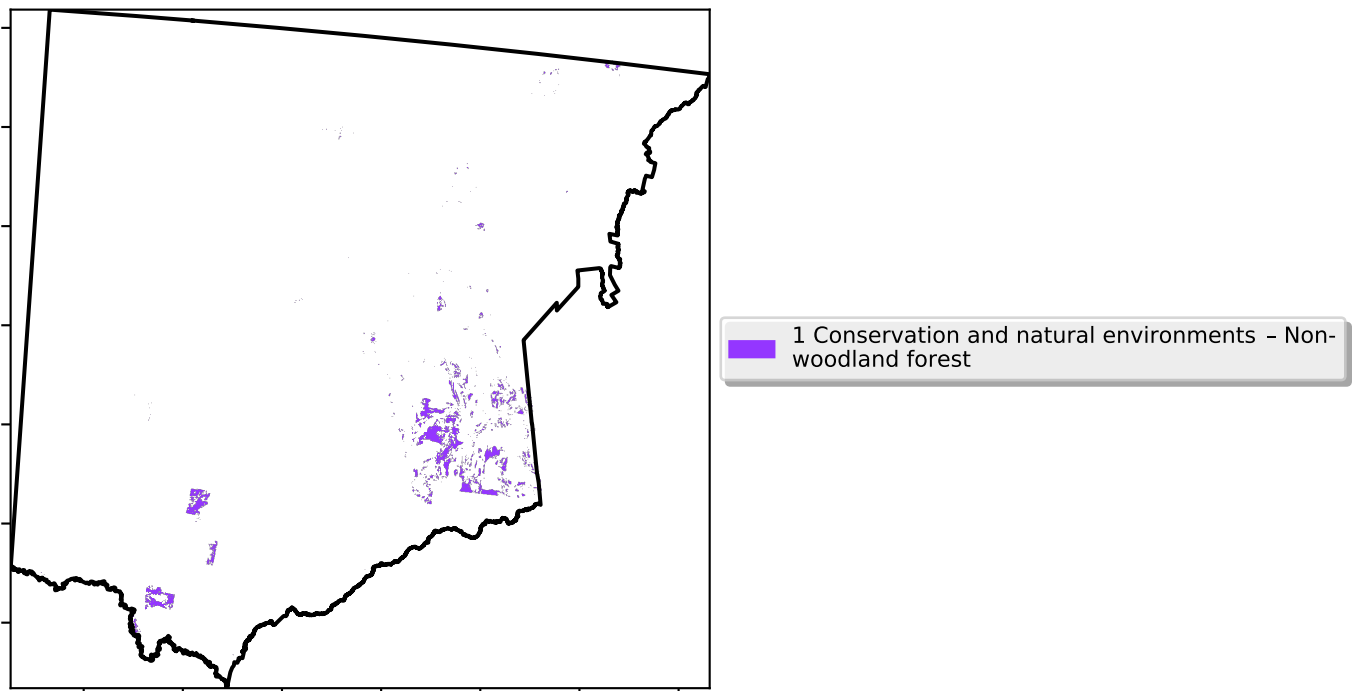 1 Conservation and natural environments – Non-
woodland forest